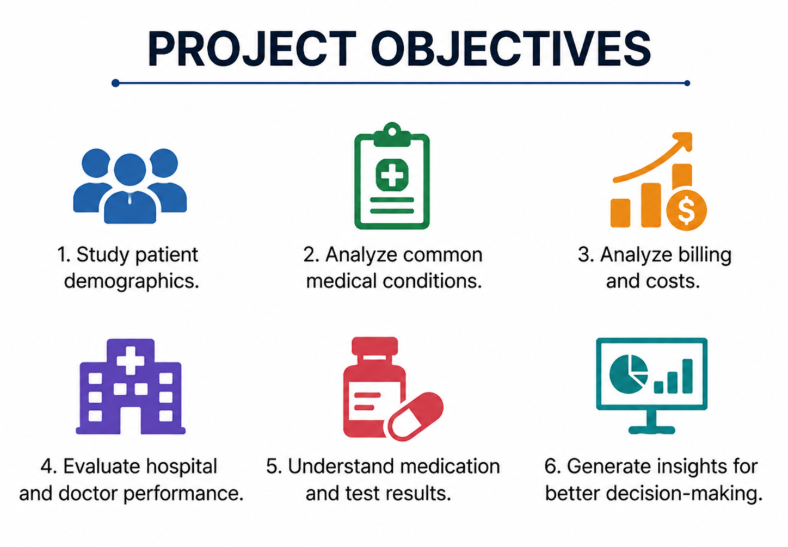 PROJECT OBJECTIVES
$
1. Study patient
demographics.
2. Analyze common
medical conditions.
3. Analyze billing
and costs.
4. Evaluate hospital
and doctor performance.
5. Understand medication
and test results.
6. Generate insights for
better decision-making.